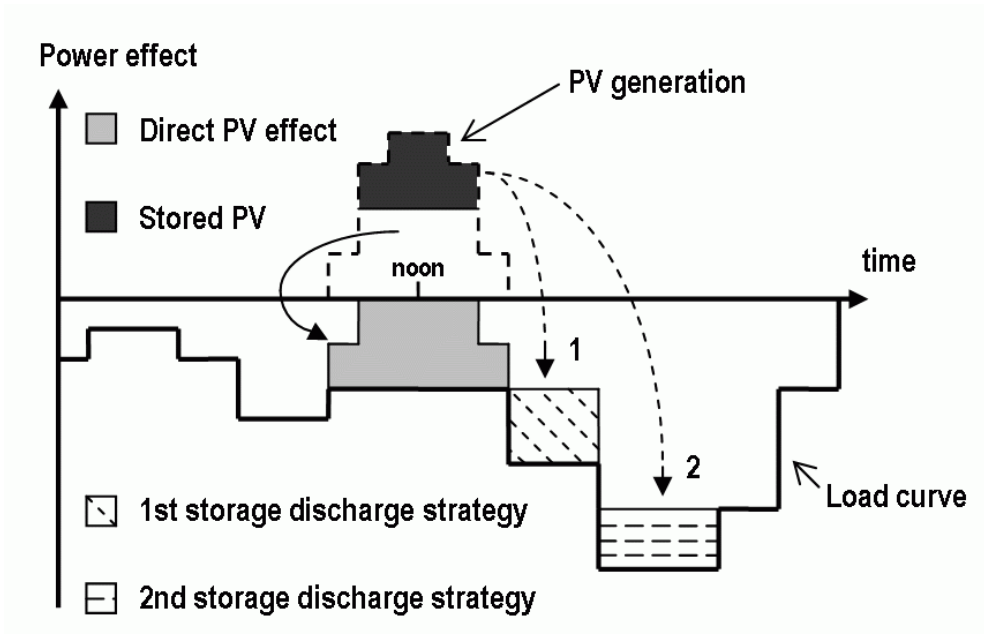 Power effect
PV generation
Direct PV effect
Stored PV
time
noon
1
2
Load curve
1st storage discharge strategy
2nd storage discharge strategy